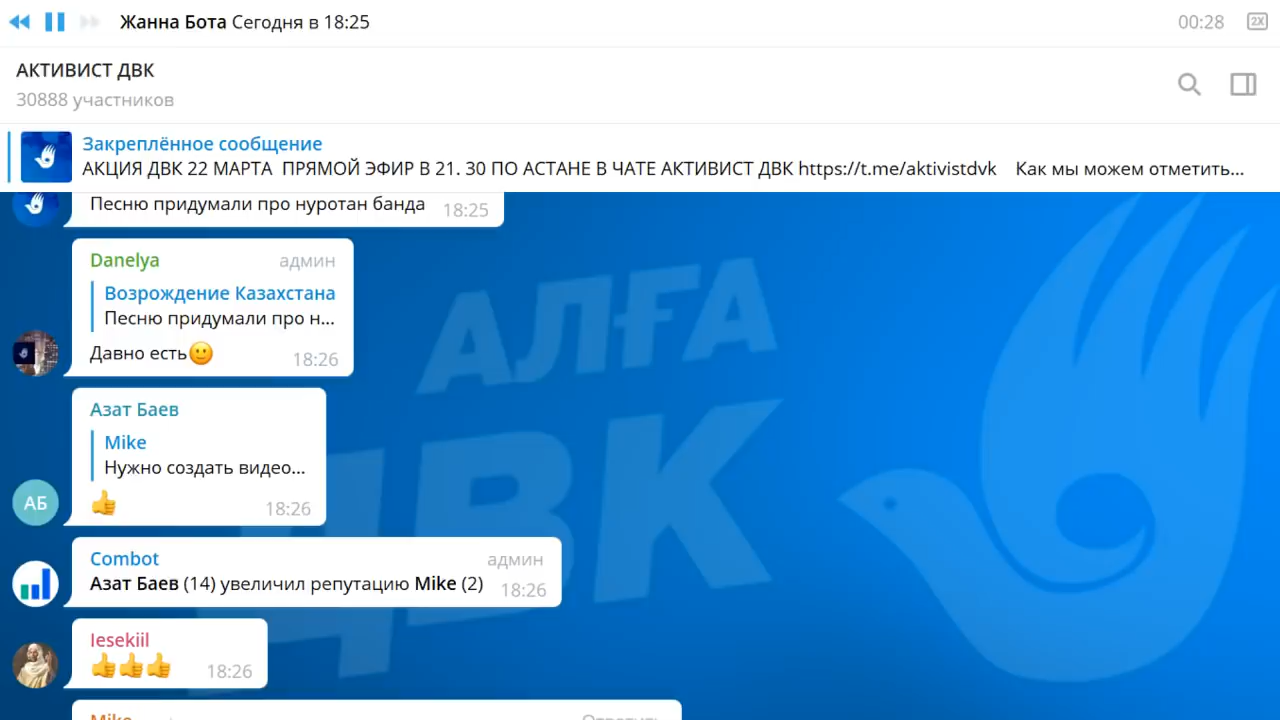 Жанна Бота Сегодня в 18:25
00:28
2X
АКТИВИСТ ДВК
30888 участников
Закреплённое сообщение
АКЦИЯ ДВК 22 МАРТА ПРЯМОЙ ЭФИР В 21. 30 ПО АСТАНЕ В ЧАТЕ АКТИВИСТ ДВК https://t.me/aktivistdvk Как мы можем отметить...
Песню придумали про нуротан банда 18:25
Danelya админ
Возрождение Казахстана
Песню придумали про н...
Давно есть🙂 18:26
Азат Баев
Mike
Нужно создать видео...
АБ
👍 18:26
Combot админ
Азат Баев (14) увеличил репутацию Mike (2) 18:26
Iesekiil
👍👍👍 18:26
Mike Ответить
АЛҒА
ДВК